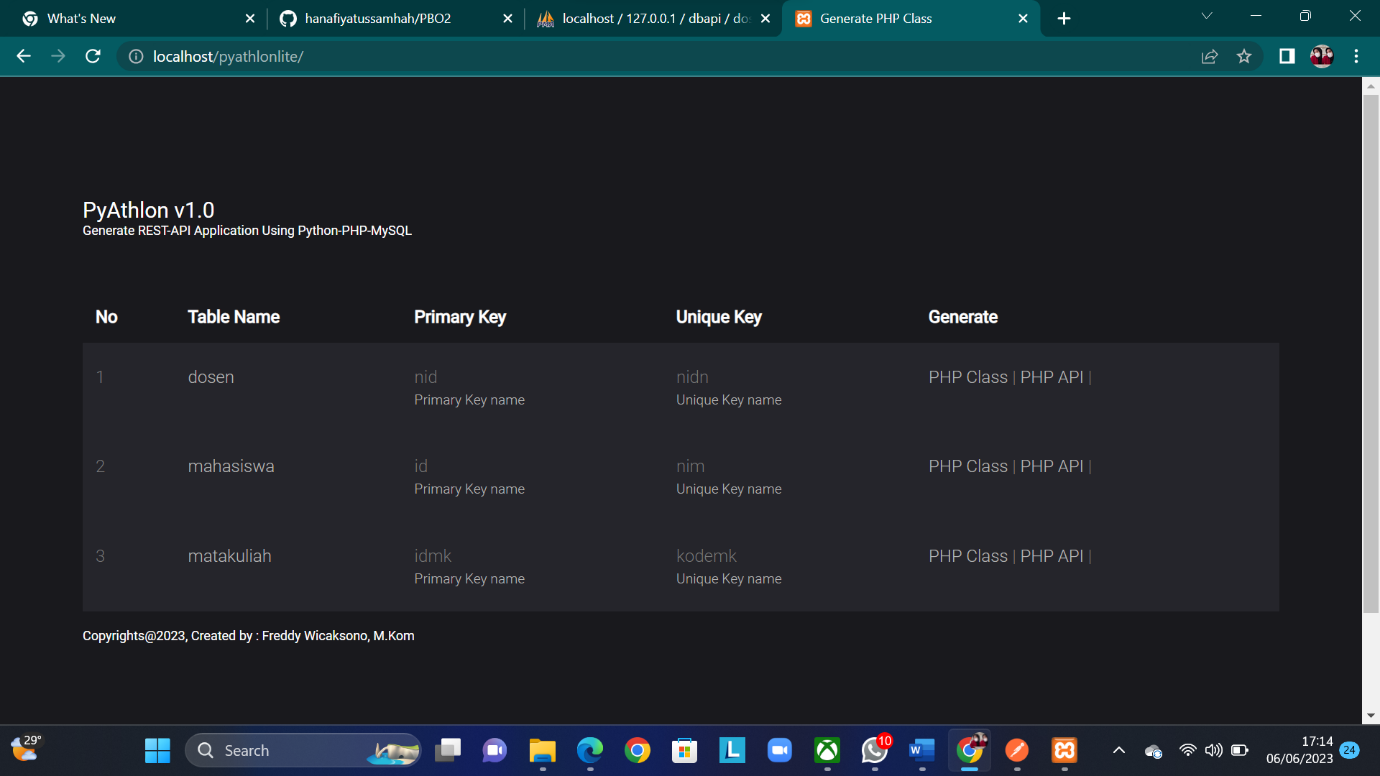 What's New
hanafiyatussamhah/PBO2
localhost / 127.0.0.1 / dbapi / do
Generate PHP Class
localhost/pyathlonlite/
PyAthlon v1.0
Generate REST-API Application Using Python-PHP-MySQL
No Table Name Primary Key Unique Key Generate
1 dosen nid nidn PHP Class | PHP API |
Primary Key name Unique Key name
2 mahasiswa id nim PHP Class | PHP API |
Primary Key name Unique Key name
3 matakuliah idmk kodemk PHP Class | PHP API |
Primary Key name Unique Key name
Copyrights@2023, Created by : Freddy Wicaksono, M.Kom
29°
Search
L
10
W
17:14
06/06/2023
24